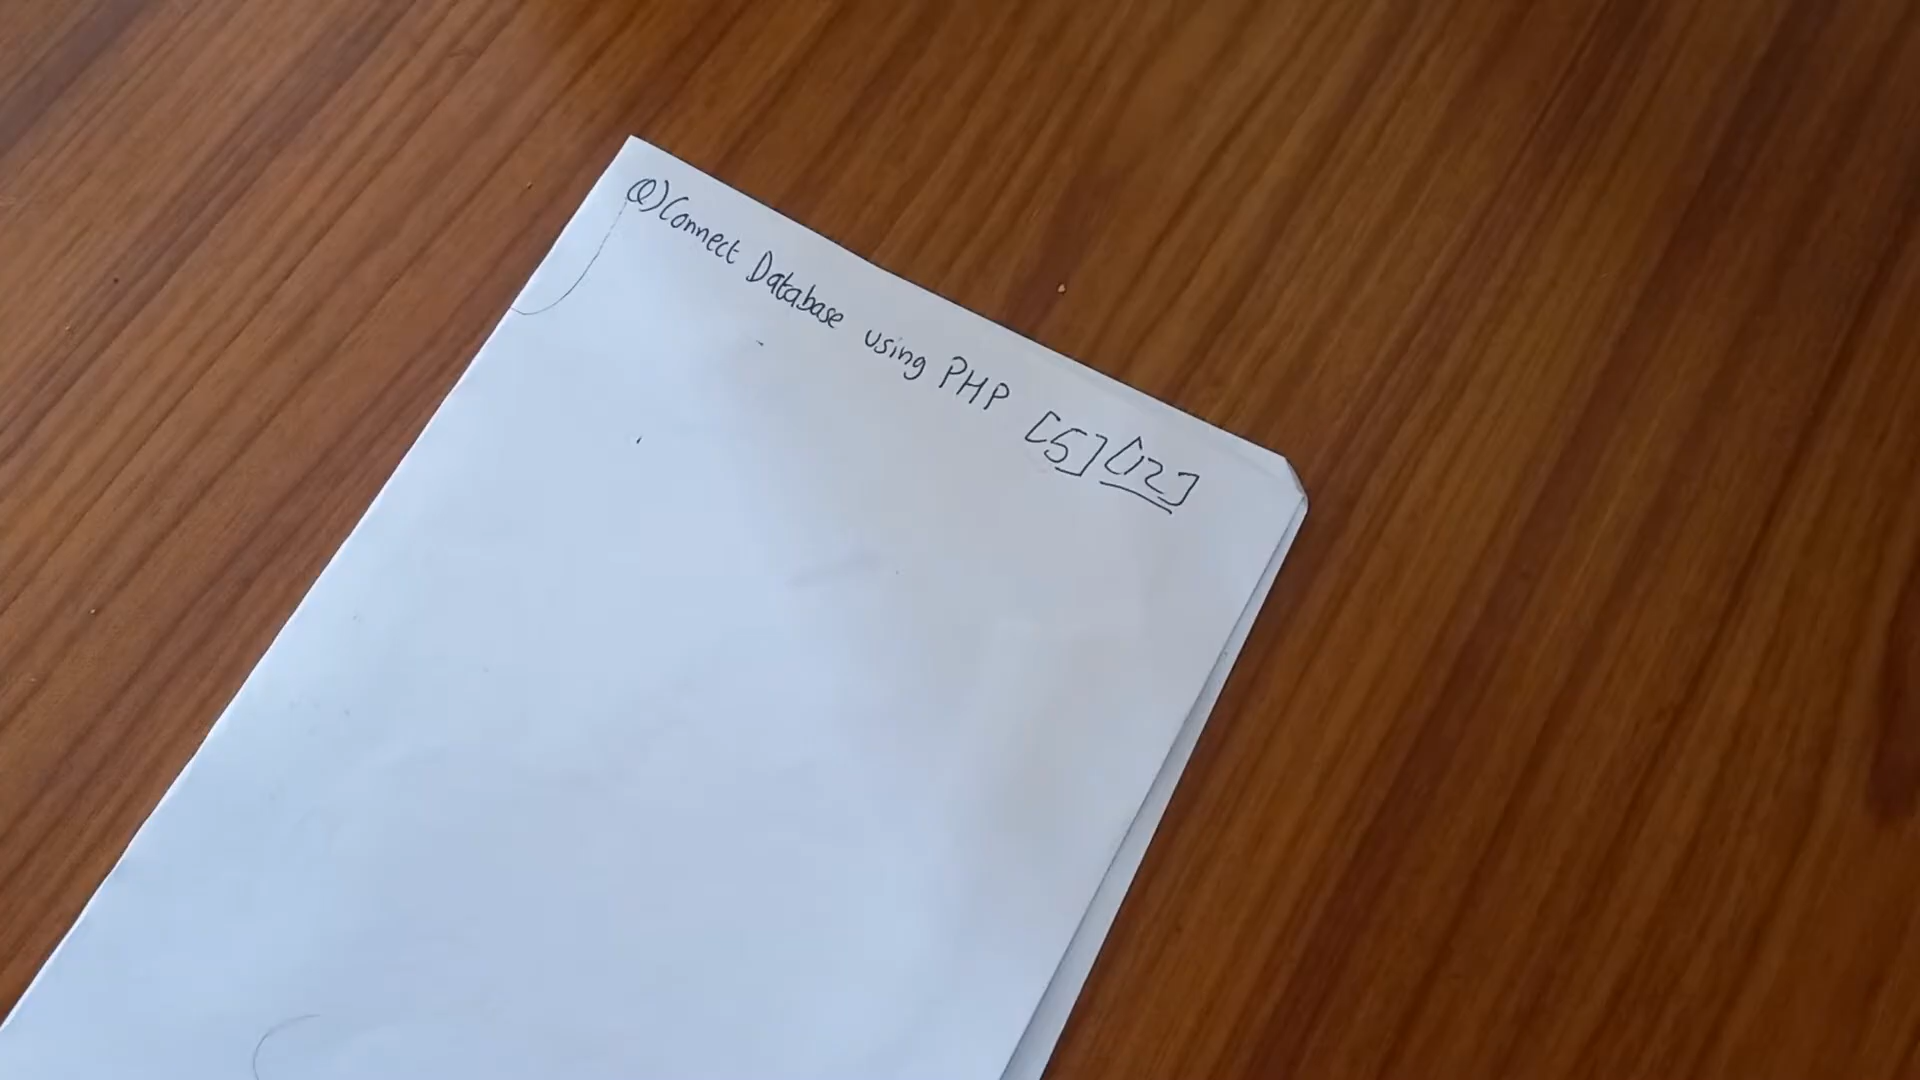 Q) Connect Database using PHP [5] [12]